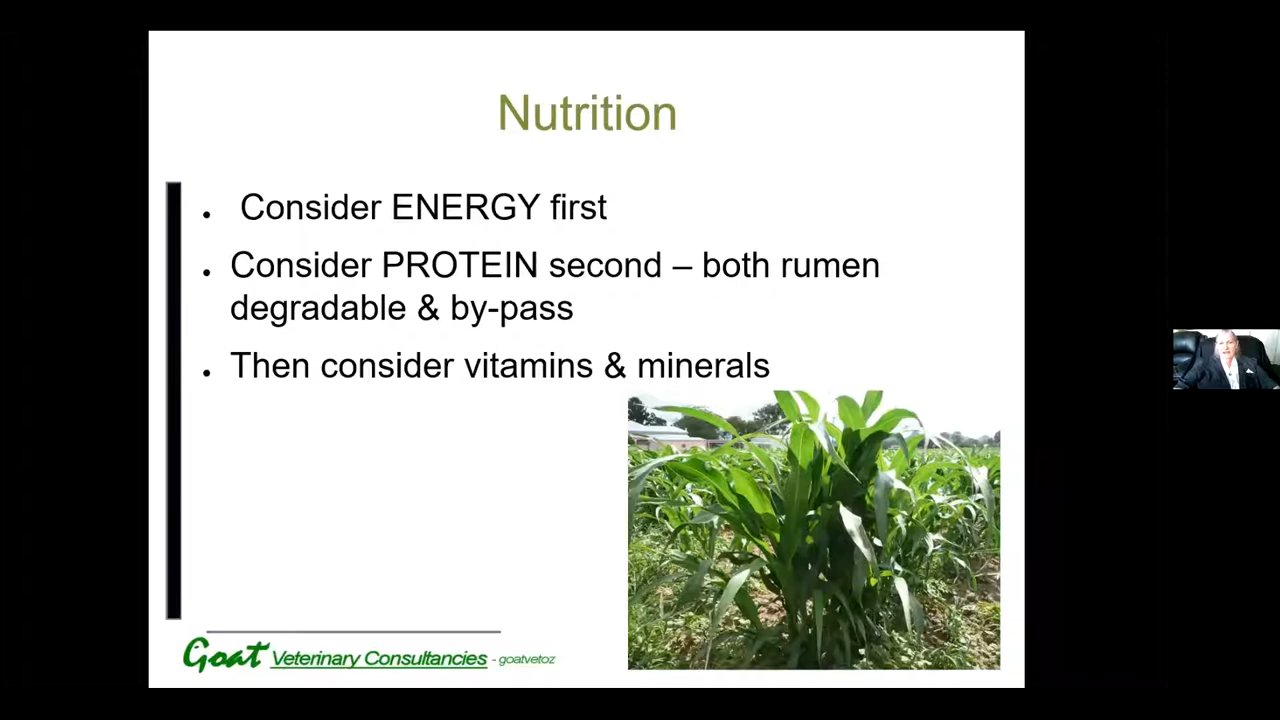 Nutrition
Consider ENERGY first
Consider PROTEIN second – both rumen
degradable & by-pass
Then consider vitamins & minerals
Goat Veterinary Consultancies - goatvetoz